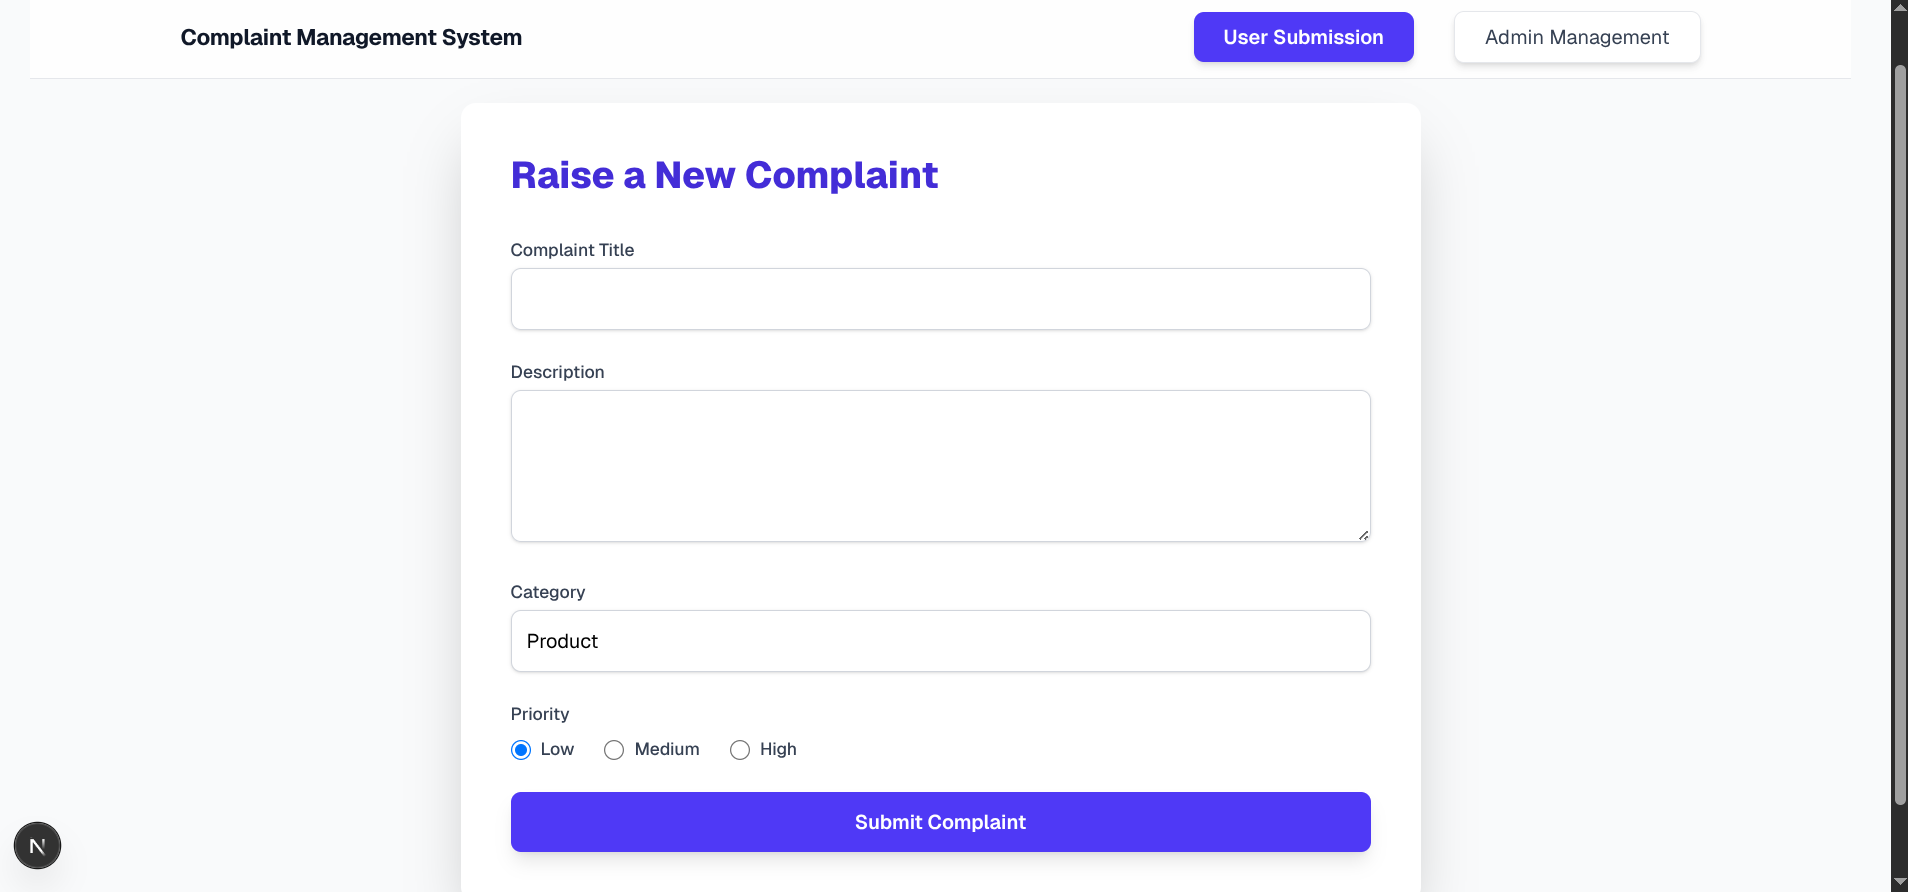 Complaint Management System
User Submission
Admin Management
Raise a New Complaint
Complaint Title
Description
Category
Product
Priority
Low
Medium
High
Submit Complaint
N